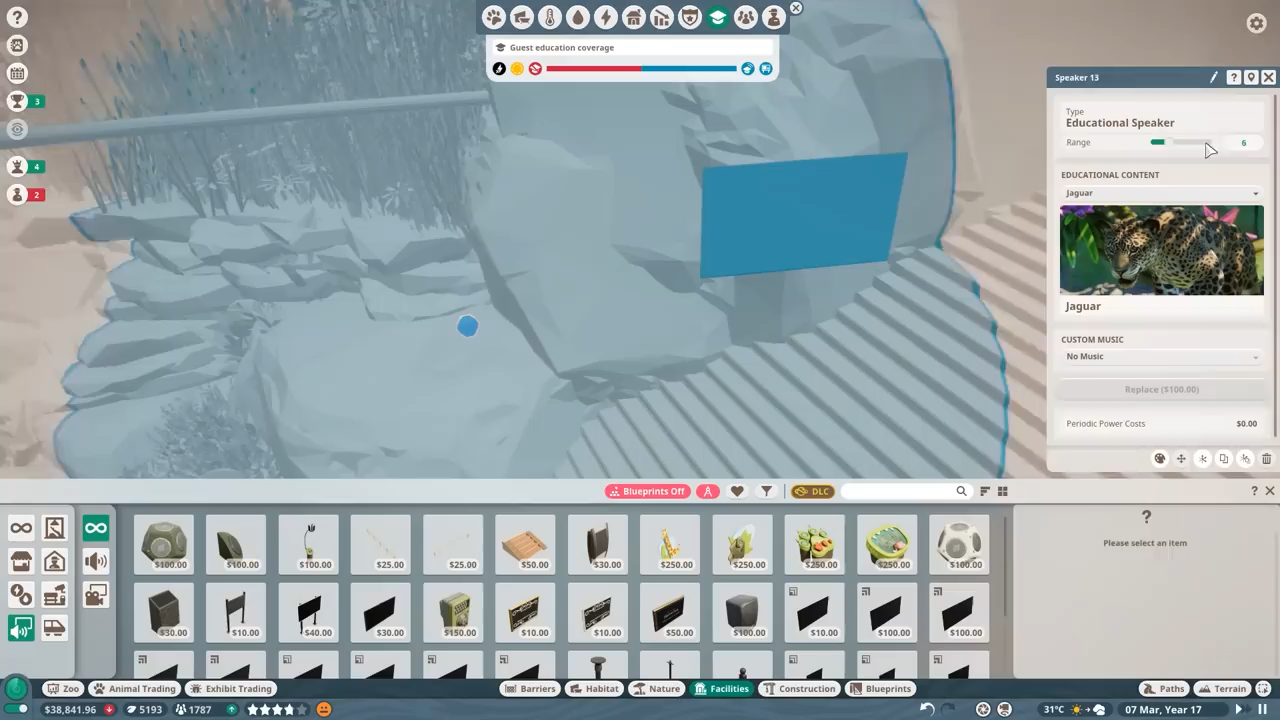 ?
Guest education coverage
3
4
2
Speaker 13
?
Type
Educational Speaker
Range
6
EDUCATIONAL CONTENT
Jaguar
Jaguar
CUSTOM MUSIC
No Music
Replace ($100.00)
Periodic Power Costs
$0.00
Blueprints Off
DLC
?
$100.00
$100.00
$100.00
$25.00
$25.00
$50.00
$30.00
$250.00
$250.00
$250.00
$250.00
$100.00
$30.00
$10.00
$40.00
$30.00
$150.00
$10.00
$10.00
$50.00
$100.00
$10.00
$100.00
$100.00
?
Please select an item
Zoo
Animal Trading
Exhibit Trading
Barriers
Habitat
Nature
Facilities
Construction
Blueprints
Paths
Terrain
$38,841.96
5193
1787
31°C
07 Mar, Year 17